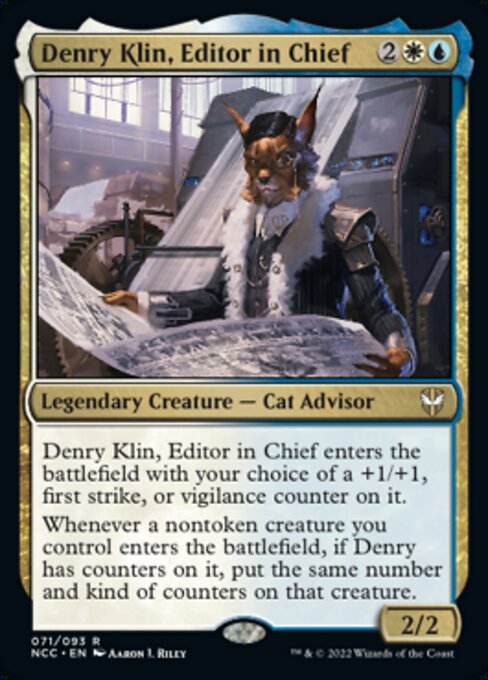 Denry Klin, Editor in Chief 2
Legendary Creature — Cat Advisor
Denry Klin, Editor in Chief enters the
battlefield with your choice of a +1/+1,
first strike, or vigilance counter on it.
Whenever a nontoken creature you
control enters the battlefield, if Denry
has counters on it, put the same number
and kind of counters on that creature.
2/2
071/093 R
NCC • EN Aaron J. Riley
™ & © 2022 Wizards of the Coast